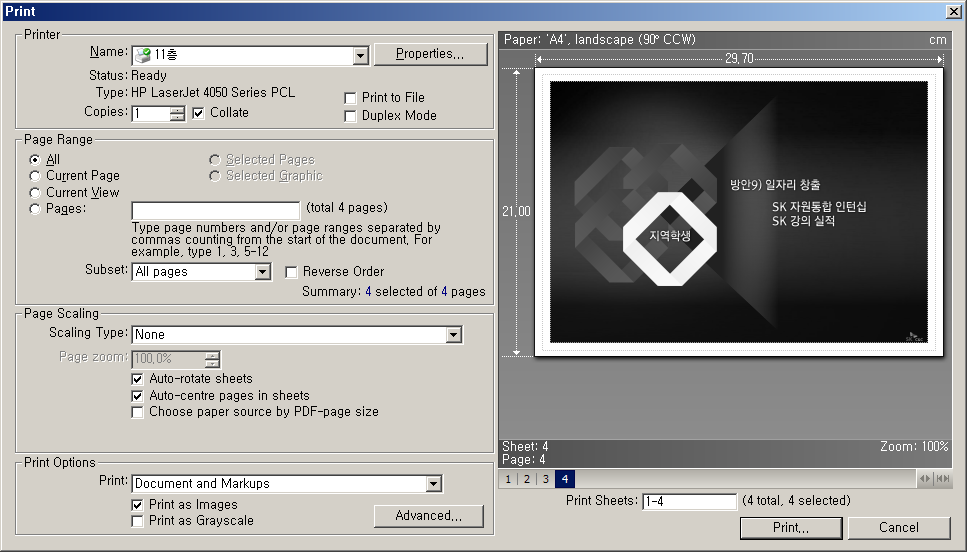 Print
Printer
Name: 11층 Properties...
Status: Ready
Type: HP LaserJet 4050 Series PCL
Copies: 1 Collate
Print to File
Duplex Mode
Page Range
All
Current Page
Current View
Pages: (total 4 pages)
Selected Pages
Selected Graphic
Type page numbers and/or page ranges separated by
commas counting from the start of the document. For
example, type 1, 3, 5-12
Subset: All pages Reverse Order
Summary: 4 selected of 4 pages
Page Scaling
Scaling Type: None
Page zoom: 100.0%
Auto-rotate sheets
Auto-centre pages in sheets
Choose paper source by PDF-page size
Print Options
Print: Document and Markups
Print as Images
Print as Grayscale
Advanced...
Paper: 'A4', landscape (90º CCW) cm
29.70
21.00
방안9) 일자리 창출
SK 자원통합 인턴십
SK 강의 실적
지역학생
Sheet: 4
Page: 4
Zoom: 100%
1 2 3 4
Print Sheets: 1-4 (4 total, 4 selected)
Print... Cancel